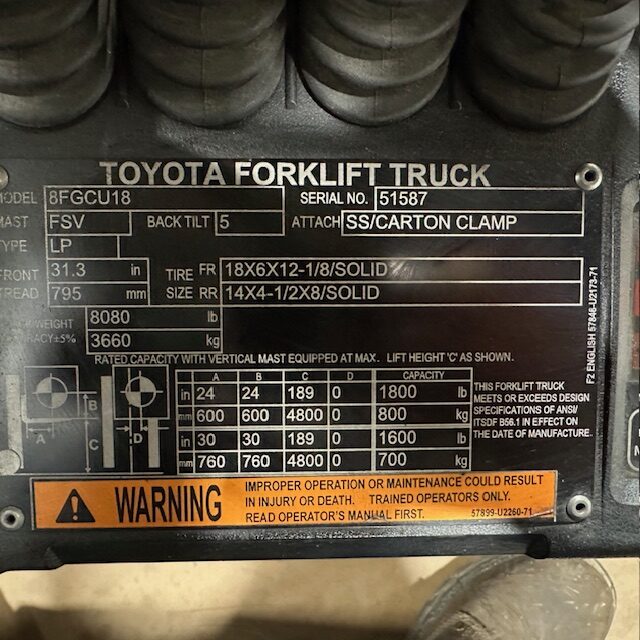 TOYOTA FORKLIFT TRUCK
MODEL 8FGCU18 SERIAL NO. 51587
MAST FSV BACK TILT 5 ATTACH SS/CARTON CLAMP
TYPE LP
FRONT 31.3 in TIRE FR 18X6X12-1/8/SOLID
TREAD 795 mm SIZE RR 14X4-1/2X8/SOLID
WEIGHT 8080 lb
±5% 3660 kg
RATED CAPACITY WITH VERTICAL MAST EQUIPPED AT MAX. LIFT HEIGHT 'C' AS SHOWN.
A B C D CAPACITY
in 24 24 189 0 1800 lb
mm 600 600 4800 0 800 kg
in 30 30 189 0 1600 lb
mm 760 760 4800 0 700 kg
A B C D
THIS FORKLIFT TRUCK
MEETS OR EXCEEDS DESIGN
SPECIFICATIONS OF ANSI/
ITSDF B56.1 IN EFFECT ON
THE DATE OF MANUFACTURE.
F2 ENGLISH 57846-U2173-71
WARNING
IMPROPER OPERATION OR MAINTENANCE COULD RESULT
IN INJURY OR DEATH. TRAINED OPERATORS ONLY.
READ OPERATOR'S MANUAL FIRST. 57899-U2260-71